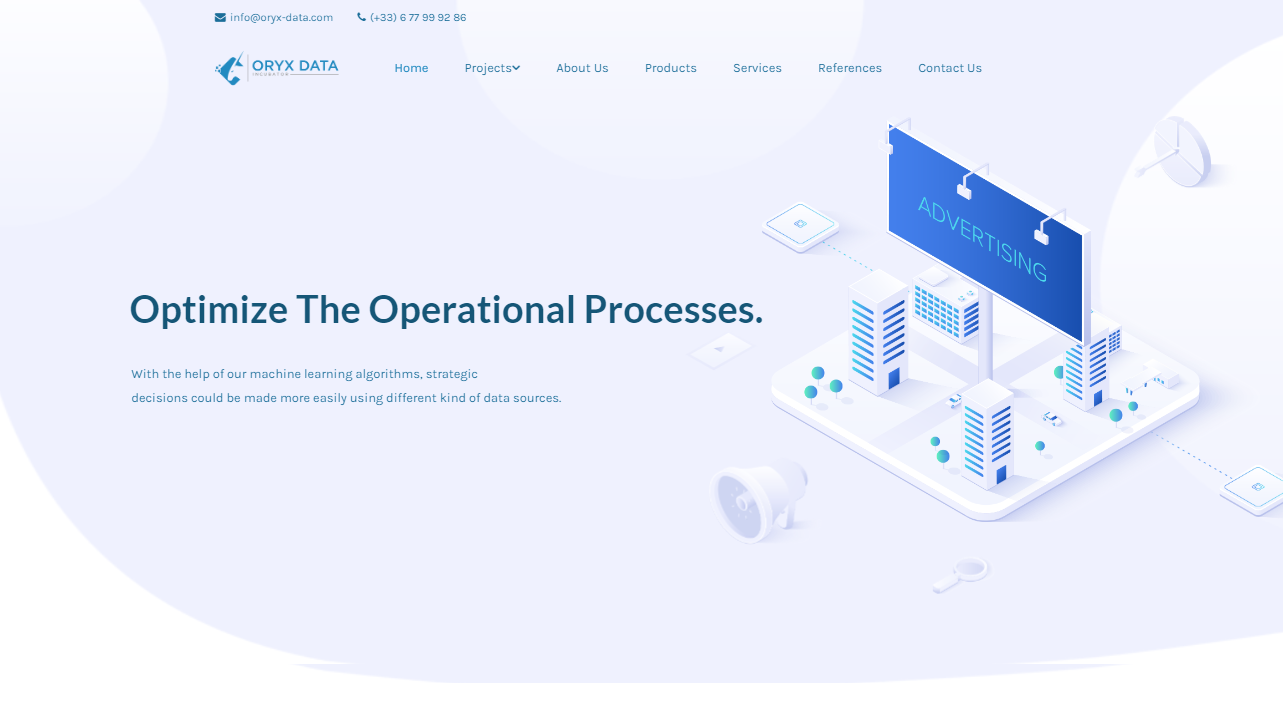 info@oryx-data.com (+33) 6 77 99 92 86
ORYX DATA
INCUBATOR
Home Projects About Us Products Services References Contact Us
ADVERTISING
Optimize The Operational Processes.
With the help of our machine learning algorithms, strategic
decisions could be made more easily using different kind of data sources.